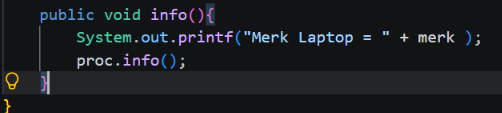 public void info(){
System.out.printf("Merk Laptop = " + merk );
proc.info();
}
}